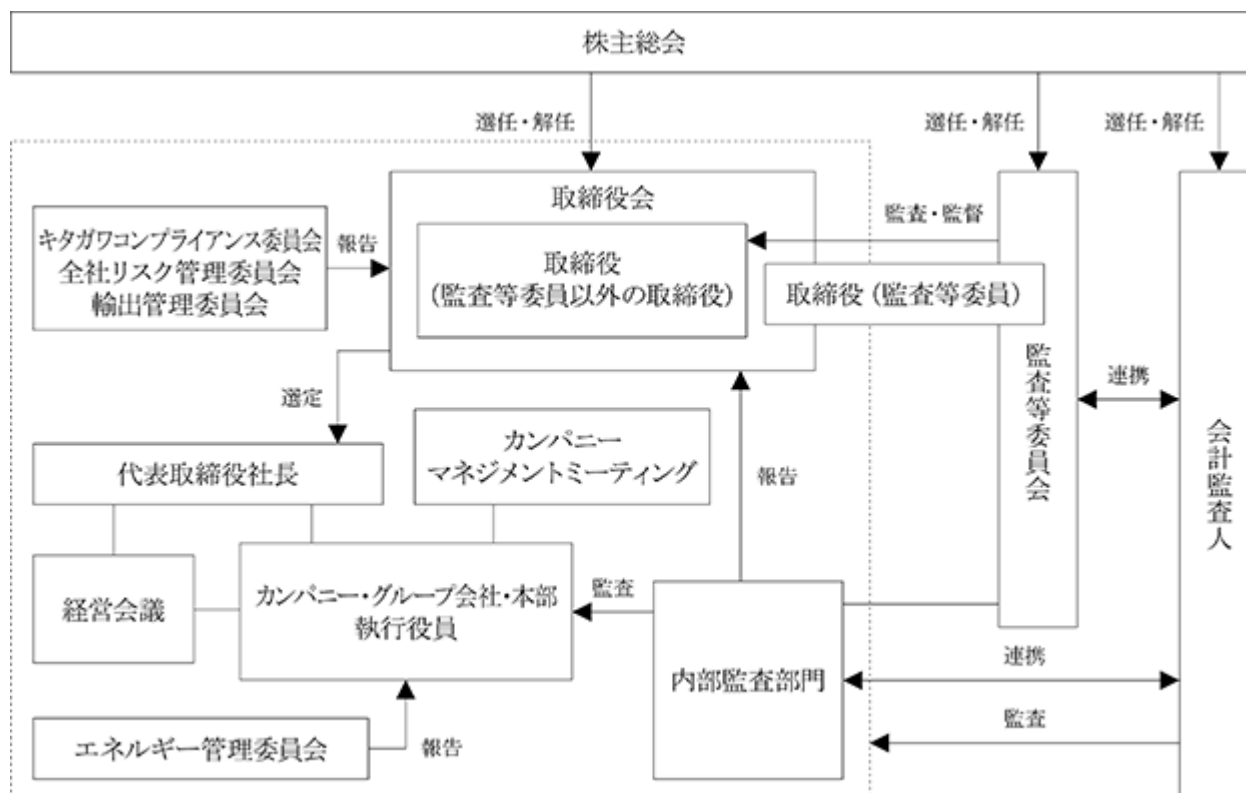 株主総会
選任・解任
選任・解任
選任・解任
取締役会
取締役
(監査等委員以外の取締役)
監査・監督
取締役(監査等委員)
キタガワコンプライアンス委員会
全社リスク管理委員会
輸出管理委員会
報告
監査等委員会
連携
会計監査人
選定
代表取締役社長
カンパニー
マネジメントミーティング
報告
経営会議
カンパニー・グループ会社・本部
執行役員
監査
内部監査部門
連携
監査
エネルギー管理委員会
報告